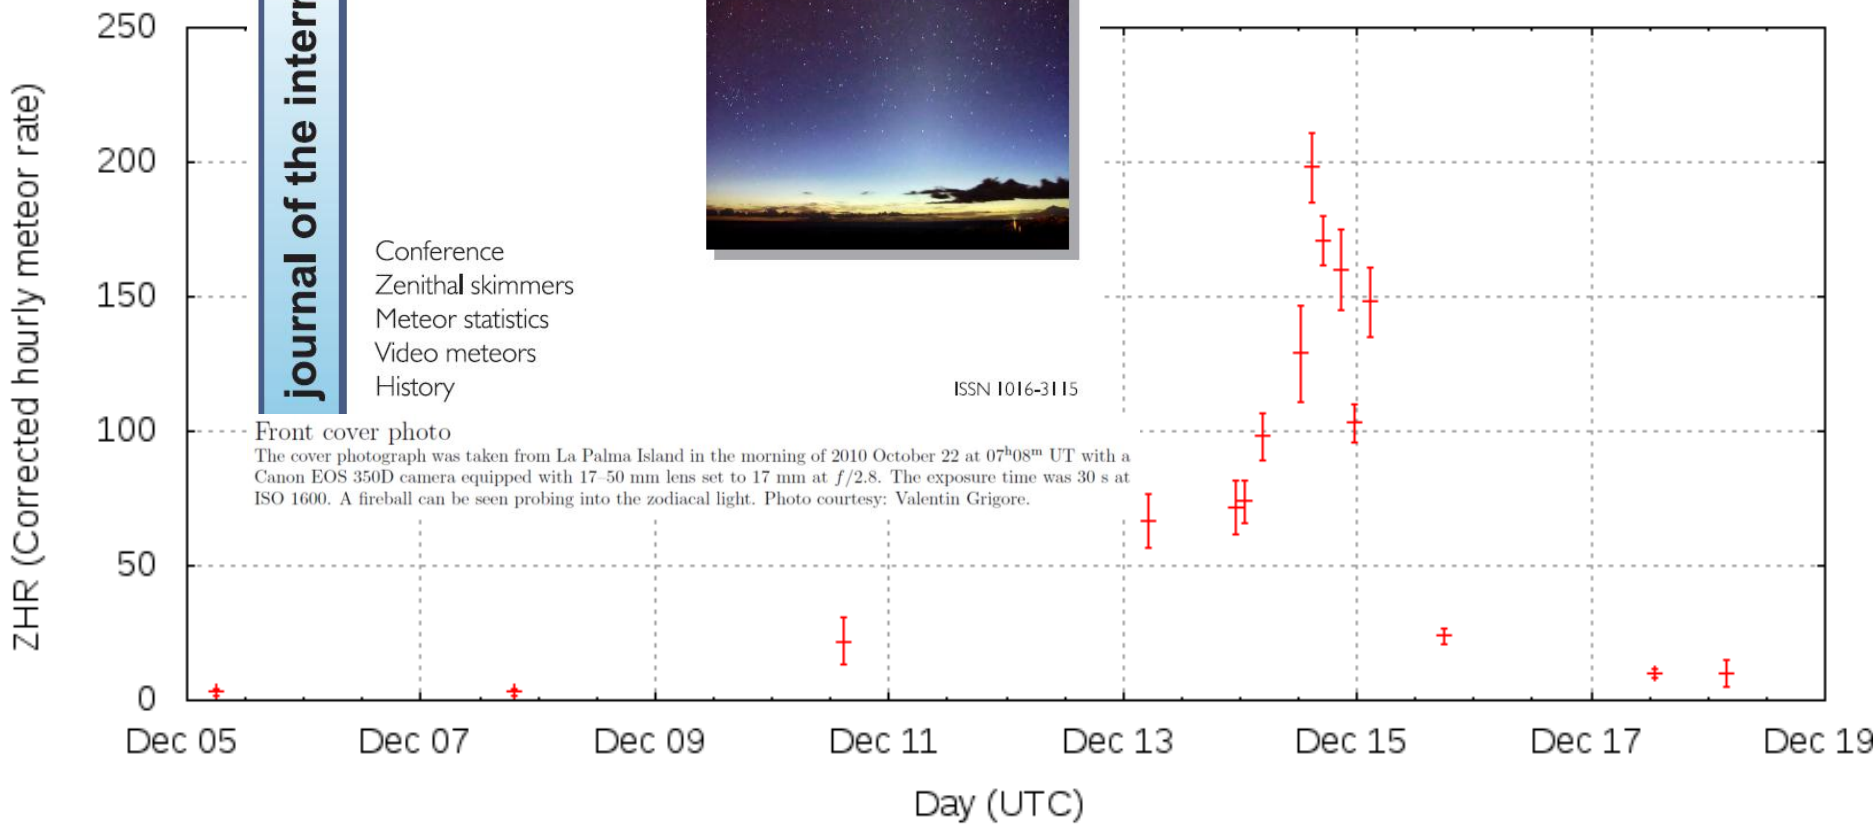 ZHR (Corrected hourly meteor rate)
250
200
150
100
50
0
journal of the intern
Conference
Zenithal skimmers
Meteor statistics
Video meteors
History
ISSN 1016-3115
Front cover photo
The cover photograph was taken from La Palma Island in the morning of 2010 October 22 at 07ʰ08ᵐ UT with a
Canon EOS 350D camera equipped with 17–50 mm lens set to 17 mm at f/2.8. The exposure time was 30 s at
ISO 1600. A fireball can be seen probing into the zodiacal light. Photo courtesy: Valentin Grigore.
Dec 05 Dec 07 Dec 09 Dec 11 Dec 13 Dec 15 Dec 17 Dec 19
Day (UTC)